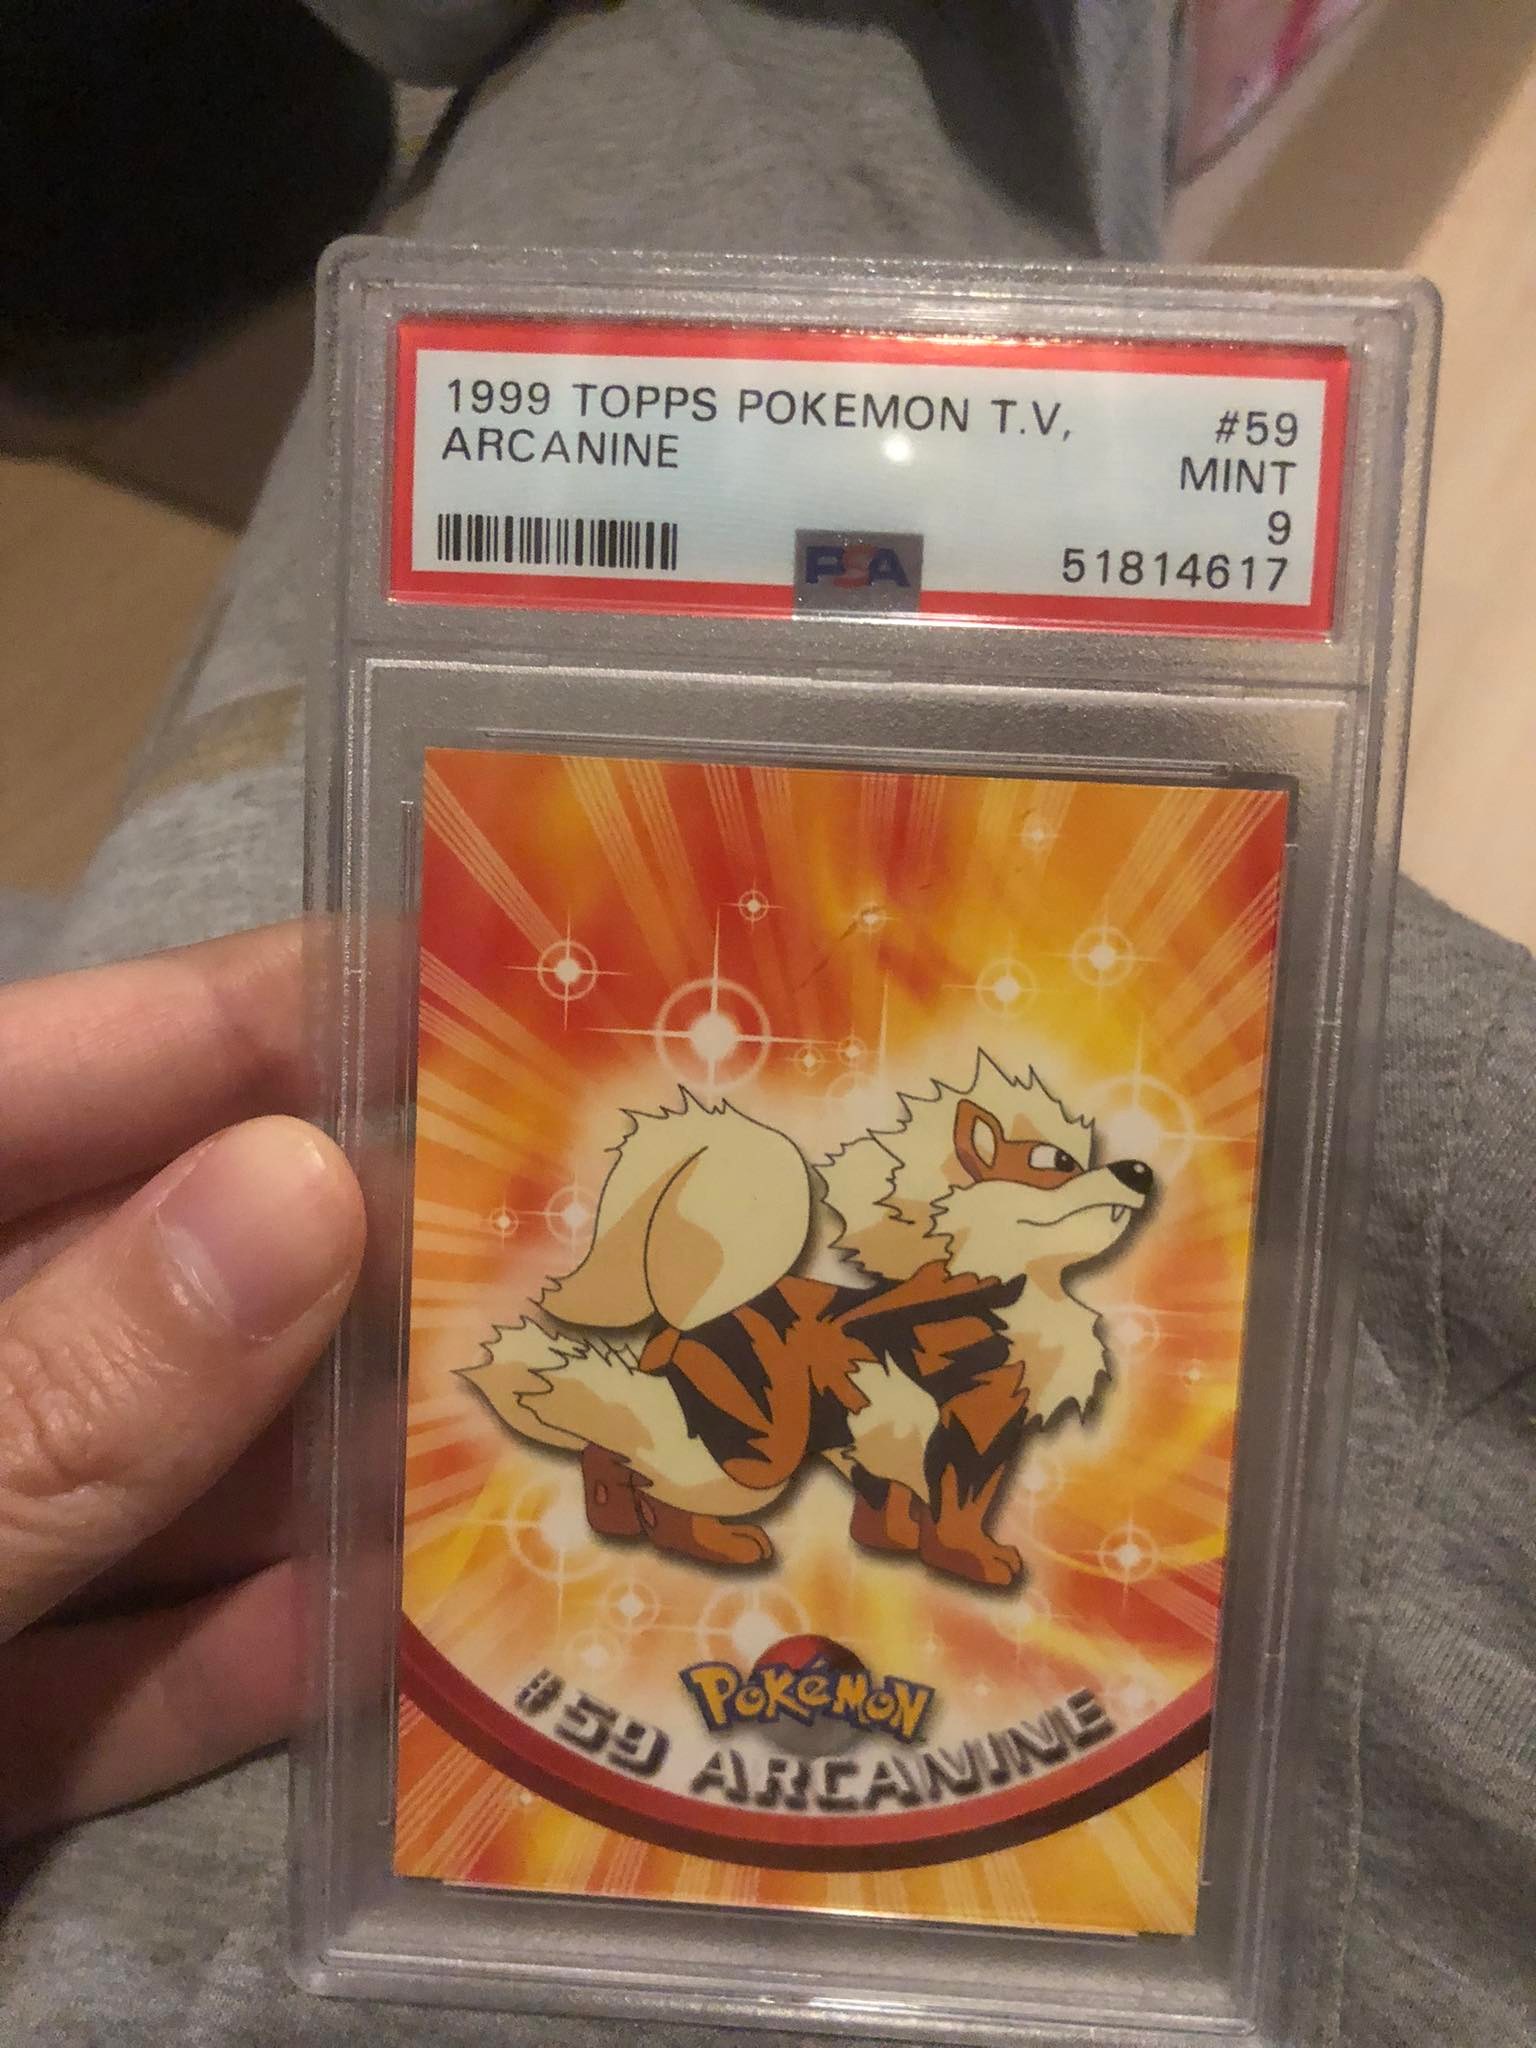 1999 TOPPS POKEMON T.V, #59
ARCANINE MINT
9
PSA 51814617
POKéMON
#59 ARCANINE